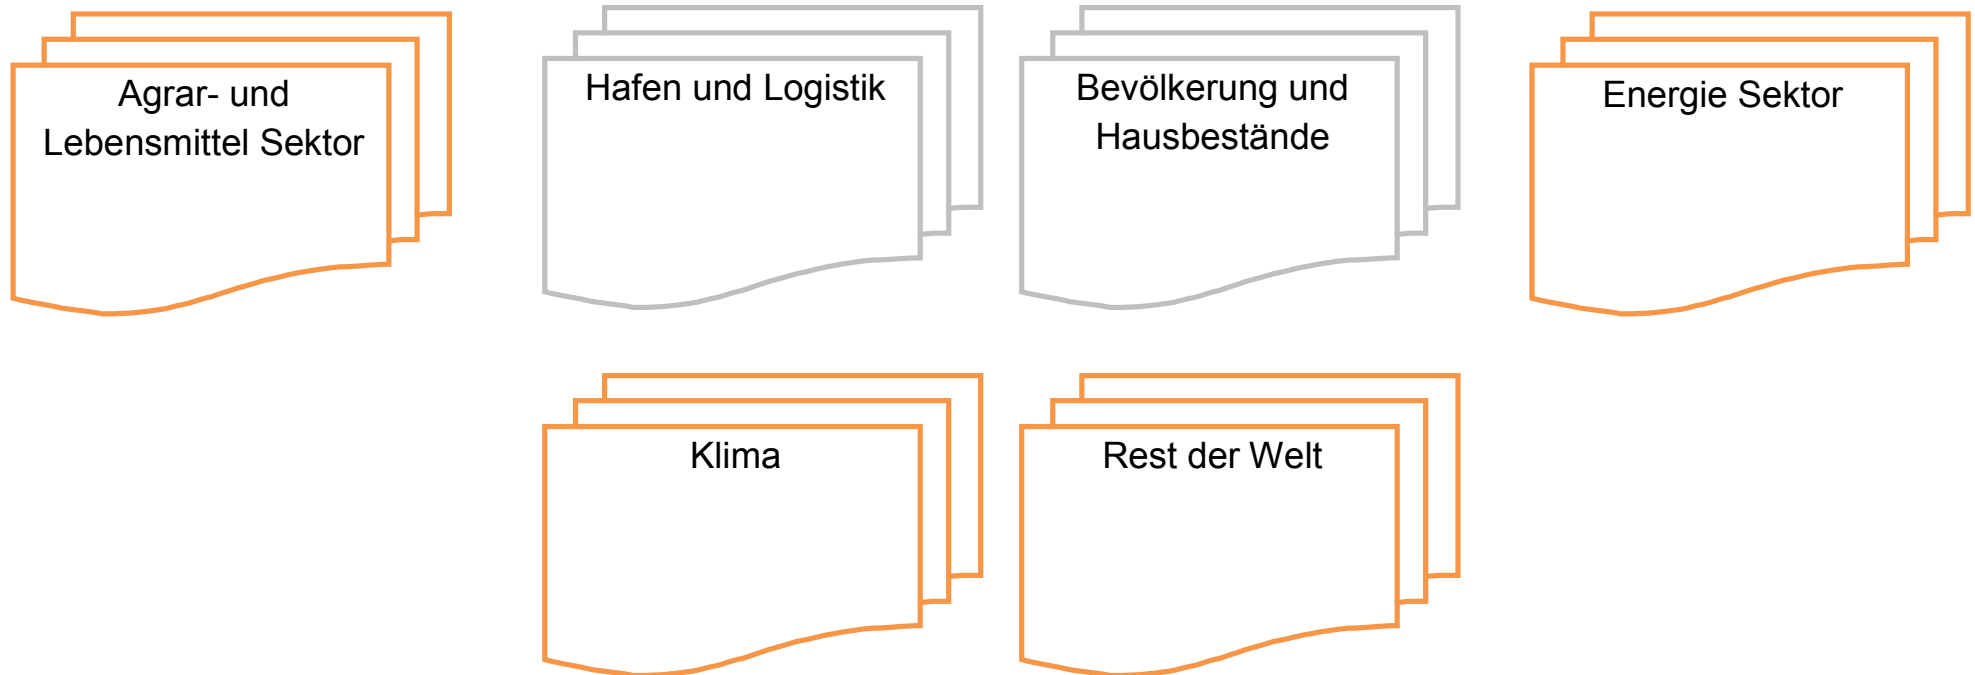 Agrar- und
Lebensmittel Sektor
Hafen und Logistik
Bevölkerung und
Hausbestände
Energie Sektor
Klima
Rest der Welt